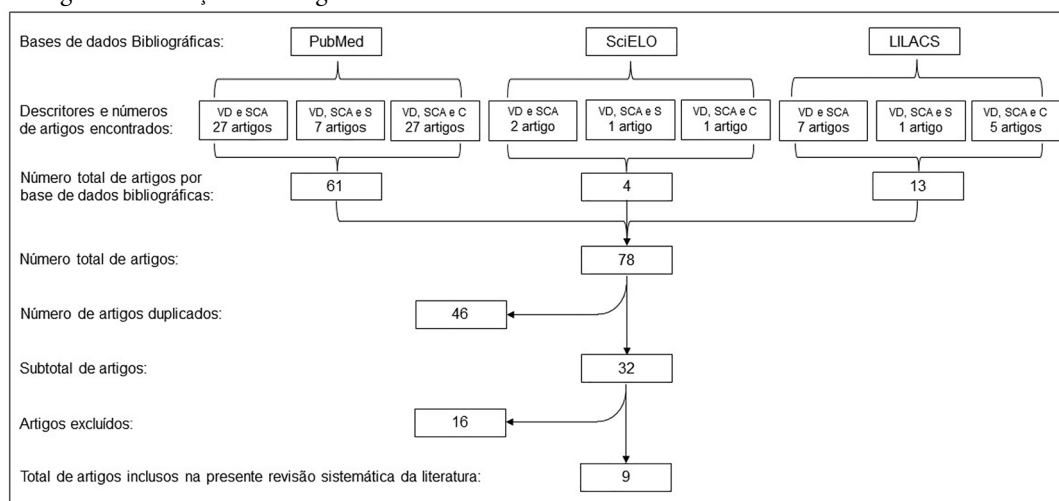 Bases de dados Bibliográficas:
PubMed
SciELO
LILACS
Descritores e números
de artigos encontrados:
VD e SCA
27 artigos
VD, SCA e S
7 artigos
VD, SCA e C
27 artigos
VD e SCA
2 artigo
VD, SCA e S
1 artigo
VD, SCA e C
1 artigo
VD e SCA
7 artigos
VD, SCA e S
1 artigo
VD, SCA e C
5 artigos
Número total de artigos por
base de dados bibliográficas:
61
4
13
Número total de artigos:
78
Número de artigos duplicados:
46
Subtotal de artigos:
32
Artigos excluídos:
16
Total de artigos inclusos na presente revisão sistemática da literatura:
9